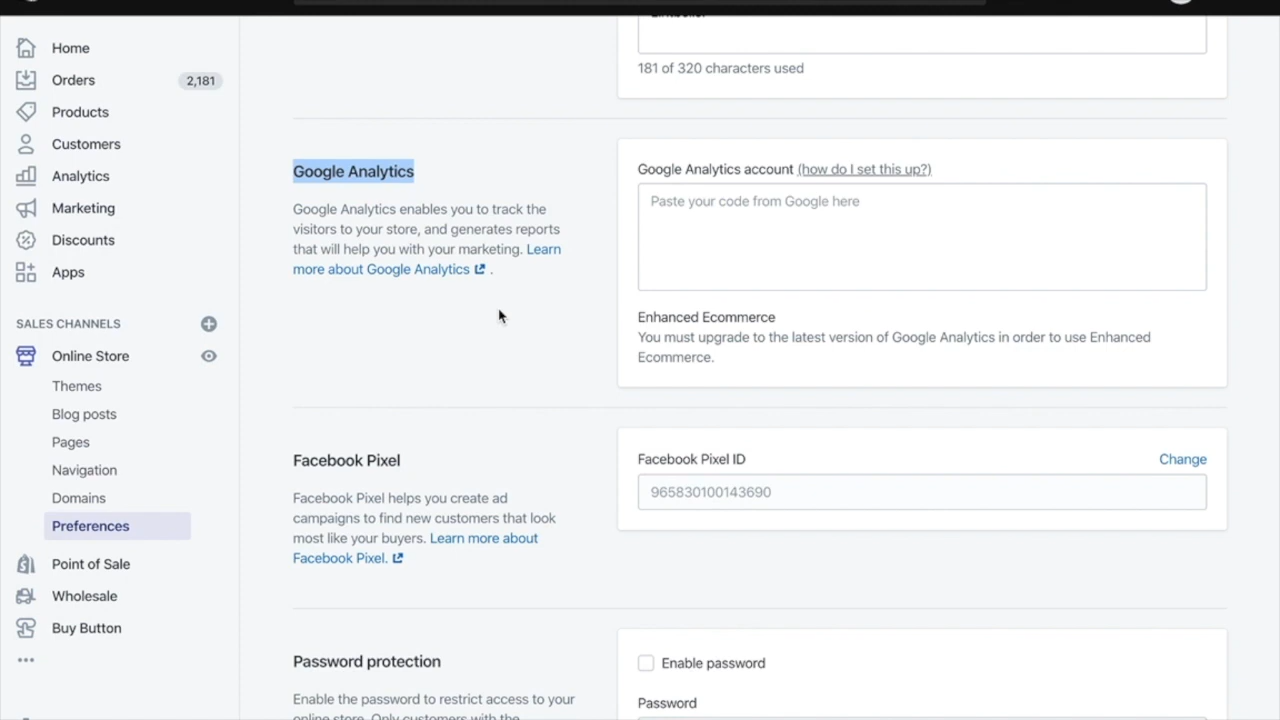 Home
Orders 2,181
Products
Customers
Analytics
Marketing
Discounts
Apps
SALES CHANNELS
Online Store
Themes
Blog posts
Pages
Navigation
Domains
Preferences
Point of Sale
Wholesale
Buy Button
181 of 320 characters used
Google Analytics
Google Analytics enables you to track the
visitors to your store, and generates reports
that will help you with your marketing. Learn
more about Google Analytics .
Google Analytics account (how do I set this up?)
Paste your code from Google here
Enhanced Ecommerce
You must upgrade to the latest version of Google Analytics in order to use Enhanced
Ecommerce.
Facebook Pixel
Facebook Pixel helps you create ad
campaigns to find new customers that look
most like your buyers. Learn more about
Facebook Pixel.
Facebook Pixel ID
Change
965830100143690
Password protection
Enable the password to restrict access to your
online store. Only customers with the
Enable password
Password